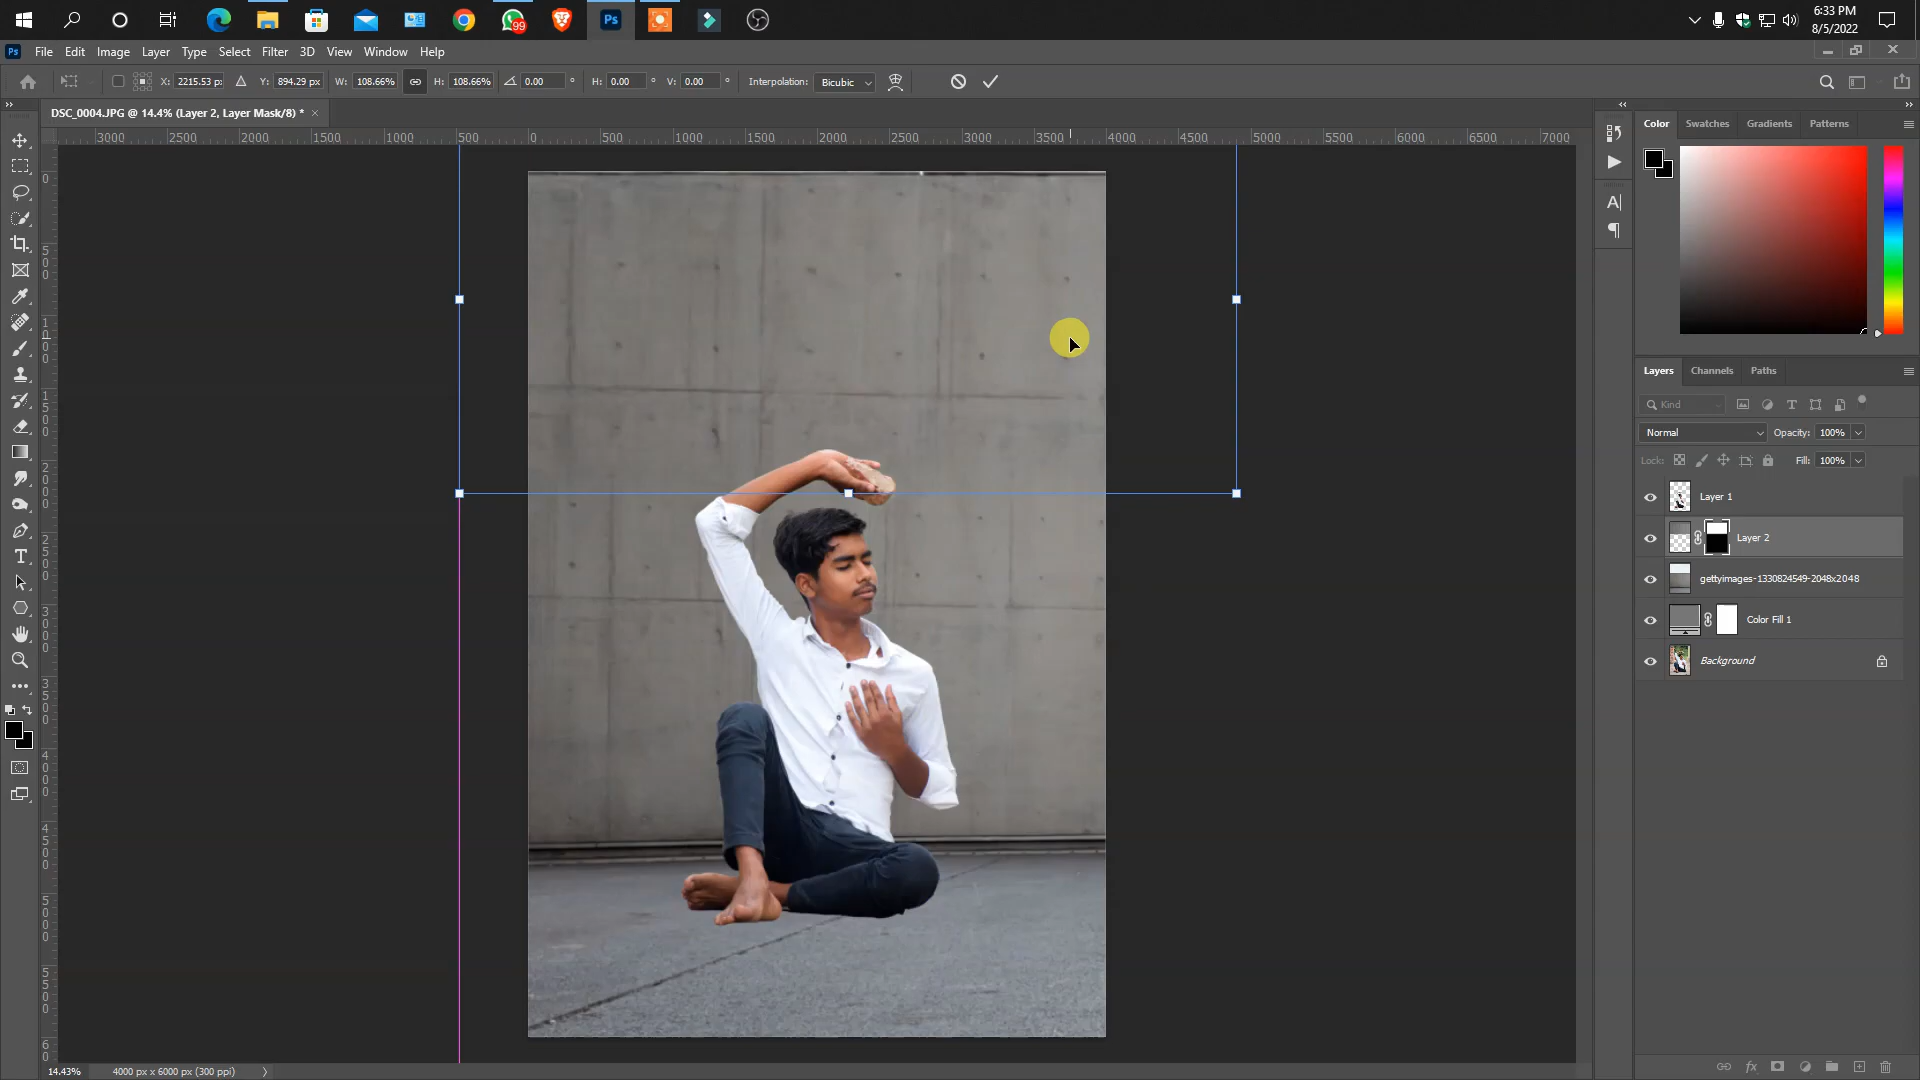 99
Ps
6:33 PM
8/5/2022
Ps File Edit Image Layer Type Select Filter 3D View Window Help
X: 2215.53 px Y: 894.29 px W: 108.66% H: 108.66% 0.00 ° H: 0.00 ° V: 0.00 ° Interpolation: Bicubic
DSC_0004.JPG @ 14.4% (Layer 2, Layer Mask/8) * ×
3000 2500 2000 1500 1000 500 0 500 1000 1500 2000 2500 3000 3500 4000 4500 5000 5500 6000 6500 7000
Color Swatches Gradients Patterns
Layers Channels Paths
Kind
Normal Opacity: 100%
Lock: Fill: 100%
Layer 1
Layer 2
gettyimages-1330824549-2048x2048
Color Fill 1
Background
14.43% 4000 px x 6000 px (300 ppi)